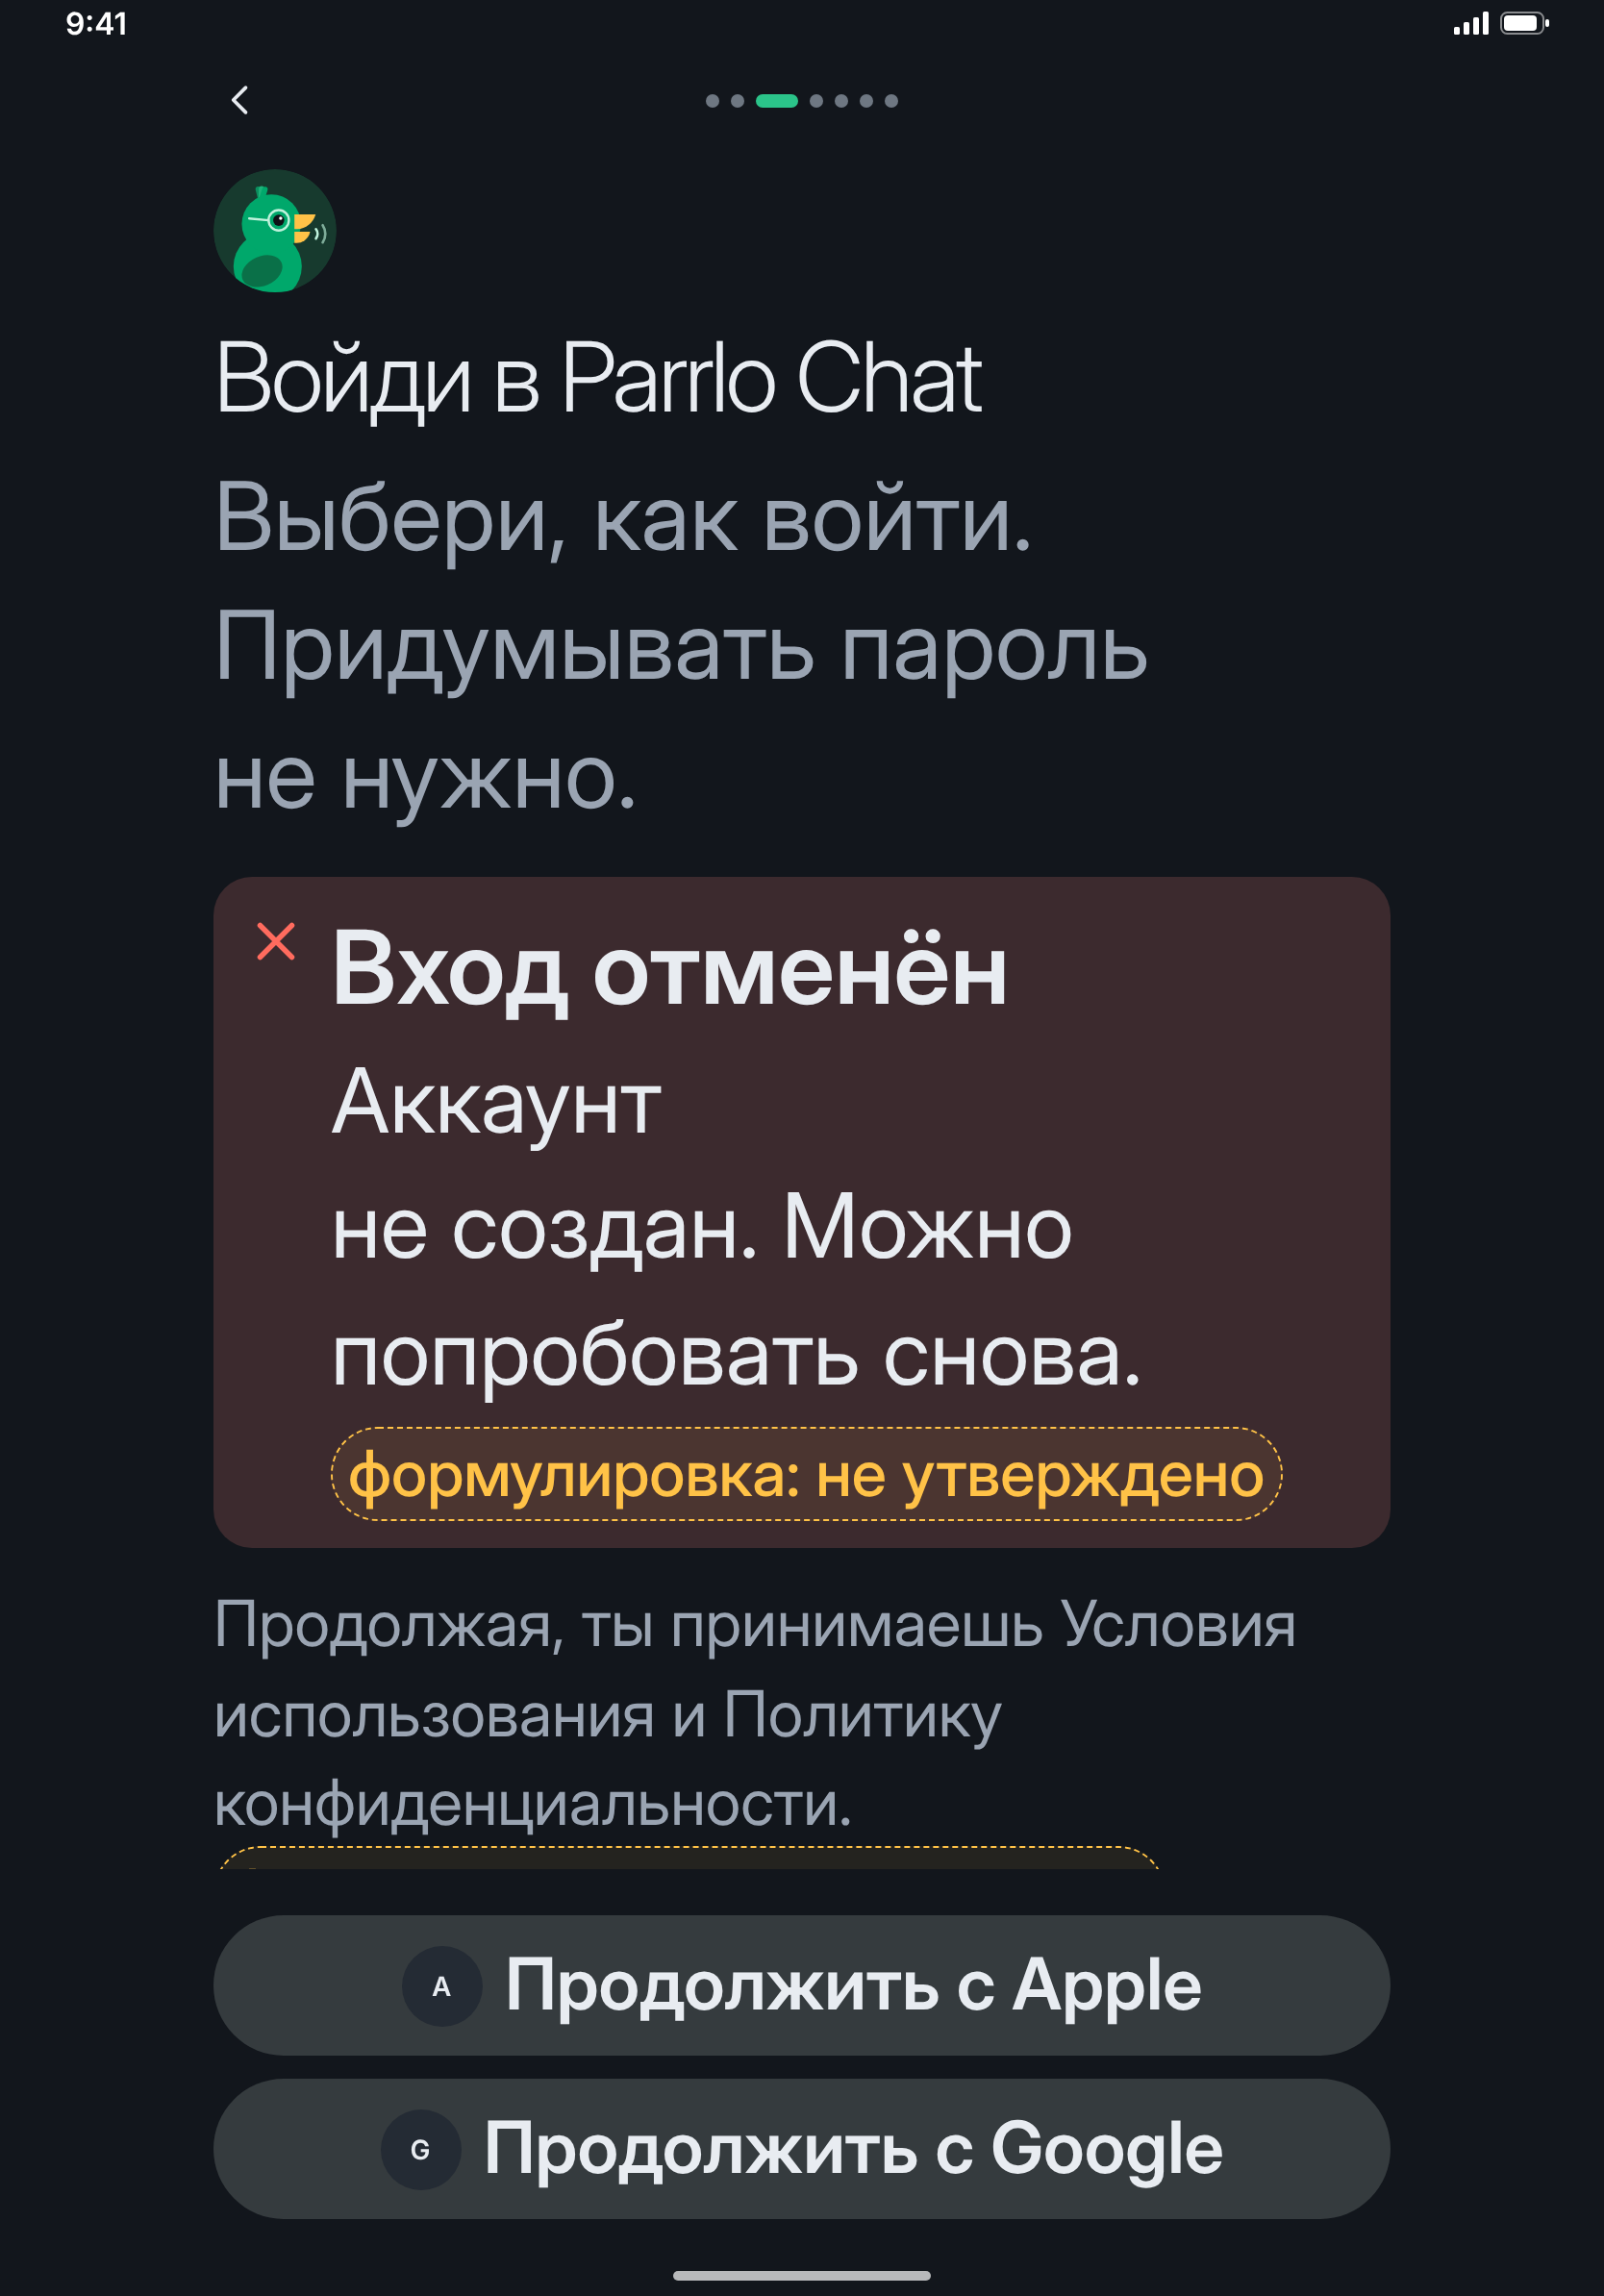 9:41
Войди в Parrlo Chat
Выбери, как войти.
Придумывать пароль
не нужно.
Вход отменён
Аккаунт
не создан. Можно
попробовать снова.
формулировка: не утверждено
Продолжая, ты принимаешь Условия
использования и Политику
конфиденциальности.
A Продолжить с Apple
G Продолжить с Google